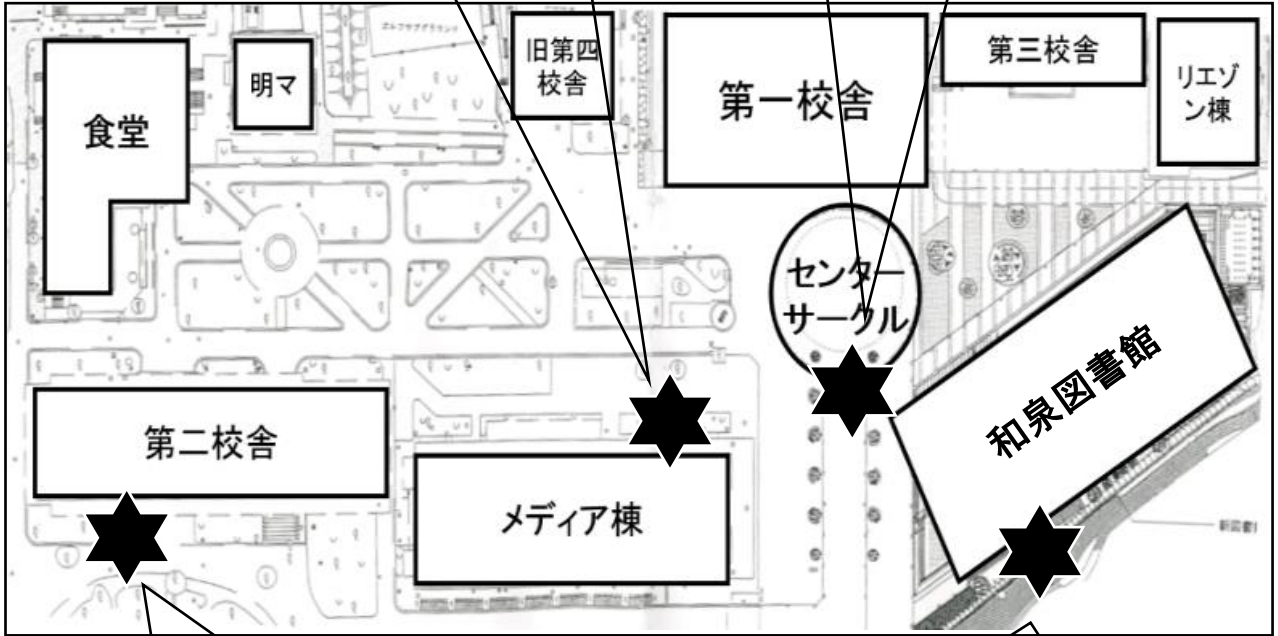 食堂
明マ
旧第四
校舎
第一校舎
第三校舎
リエゾ
ン棟
センター
サークル
和泉図書館
第二校舎
メディア棟